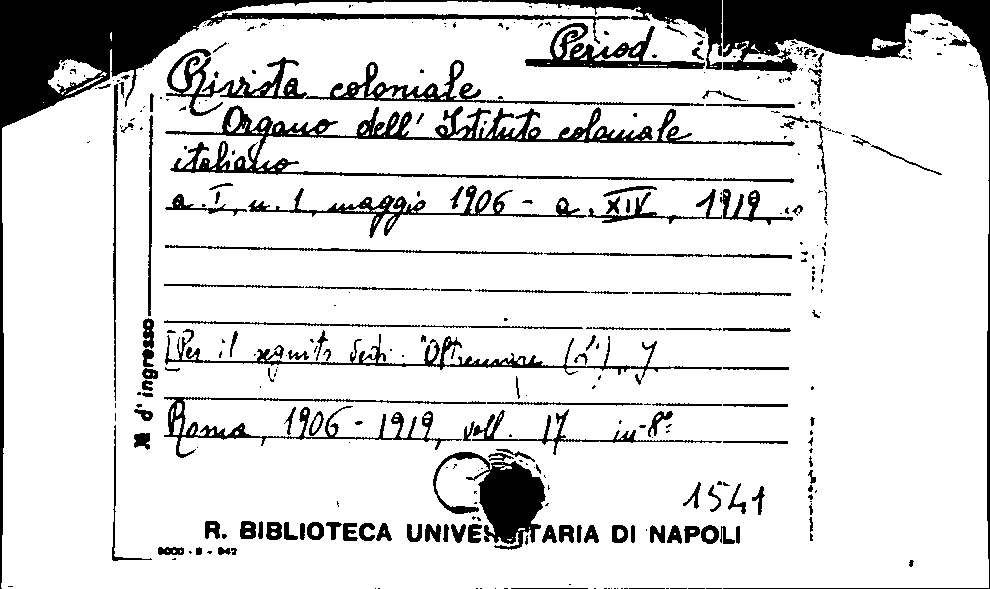 Period.
Rivista coloniale.
Organo dell' Istituto coloniale
italiano
a. I, n. 1, maggio 1906 - a. XIV, 1919.
[Per il seguito vedi: "Oltremare (L')".]
Roma, 1906 - 1919, voll. 17 in-8°
1541
R. BIBLIOTECA UNIVERSITARIA DI NAPOLI
N. d'ingresso